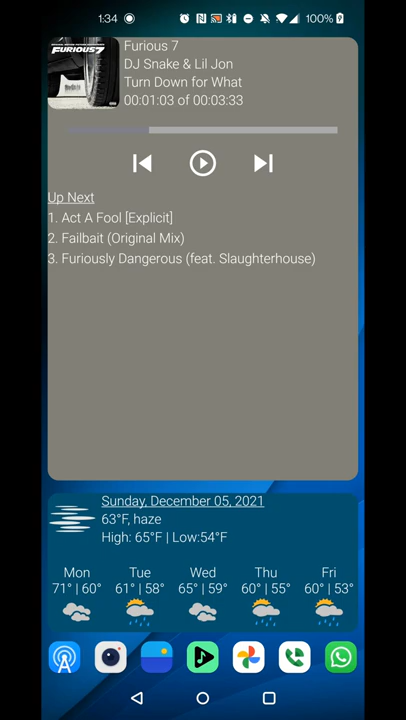 1:34
100%
FURIOUS7
Furious 7
DJ Snake & Lil Jon
Turn Down for What
00:01:03 of 00:03:33
Up Next
1. Act A Fool [Explicit]
2. Failbait (Original Mix)
3. Furiously Dangerous (feat. Slaughterhouse)
Sunday, December 05, 2021
63°F, haze
High: 65°F | Low:54°F
Mon Tue Wed Thu Fri
71° | 60° 61° | 58° 65° | 59° 60° | 55° 60° | 53°